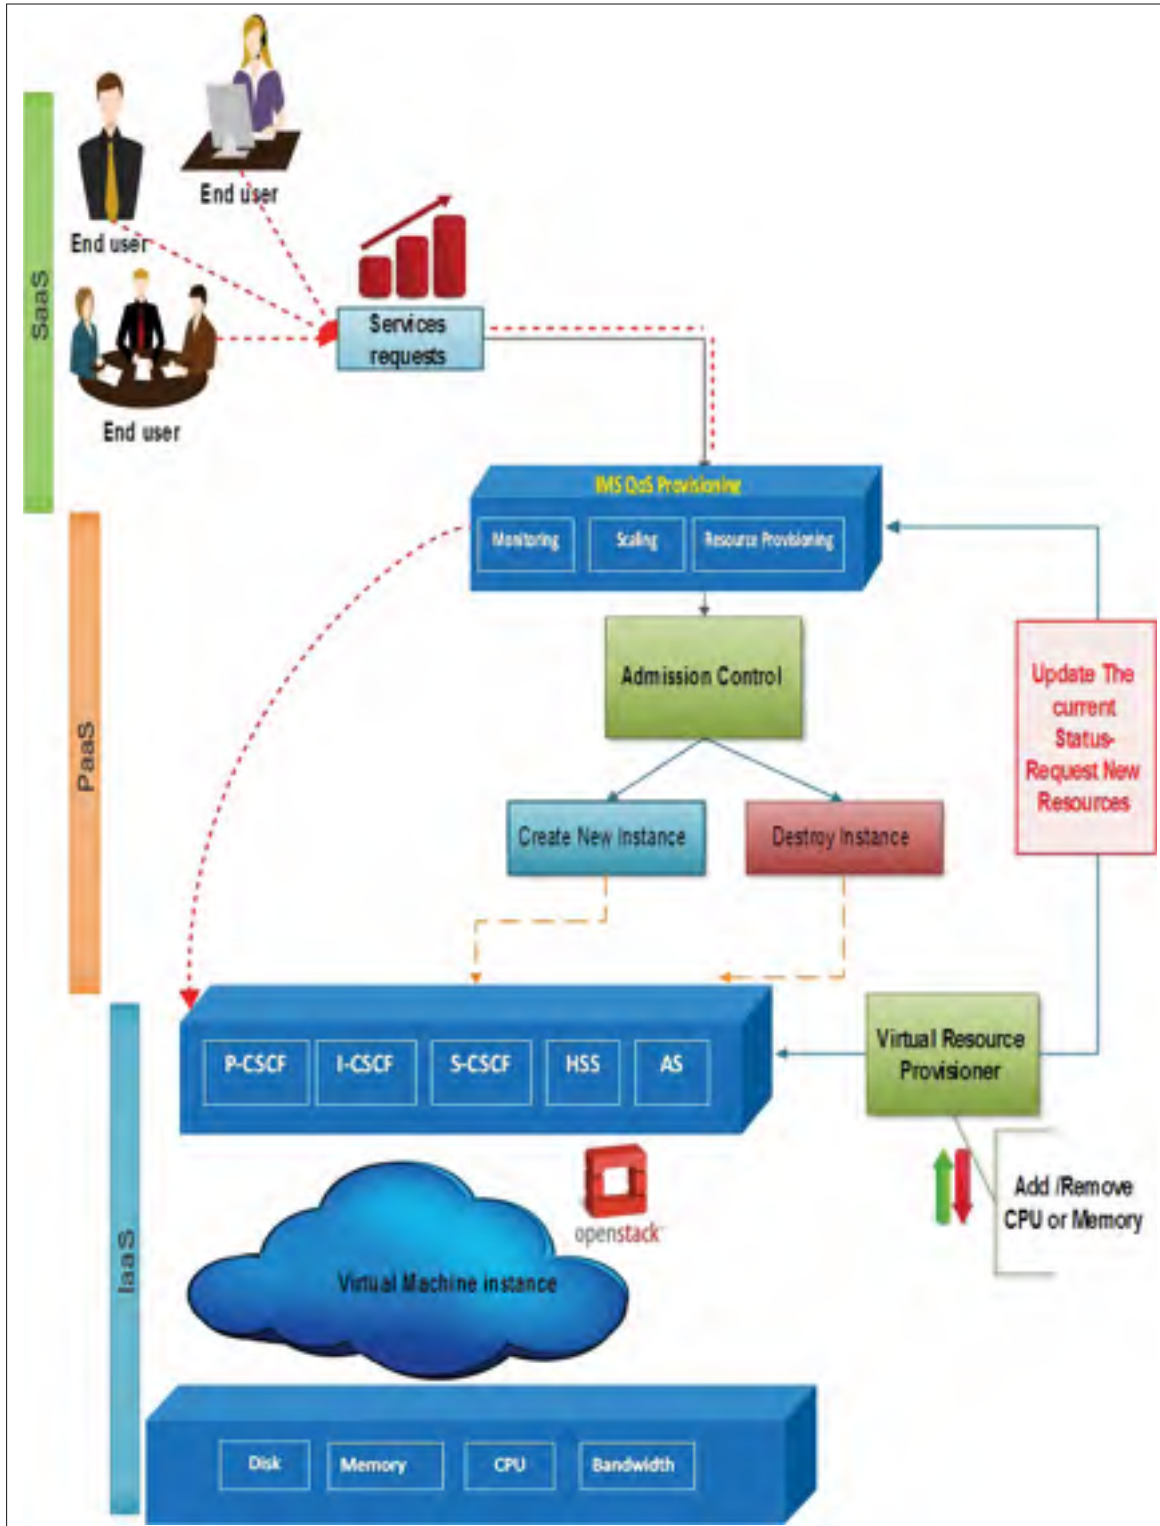 End user
End user
End user
SaaS
Services
requests
IMS QoS Provisioning
Monitoring
Scaling
Resource Provisioning
Admission Control
Update The
current
Status-
Request New
Resources
PaaS
Create New Instance
Destroy Instance
Virtual Resource
Provisioner
P-CSCF
I-CSCF
S-CSCF
HSS
AS
Add /Remove
CPU or Memory
openstack
IaaS
Virtual Machine instance
Disk
Memory
CPU
Bandwidth